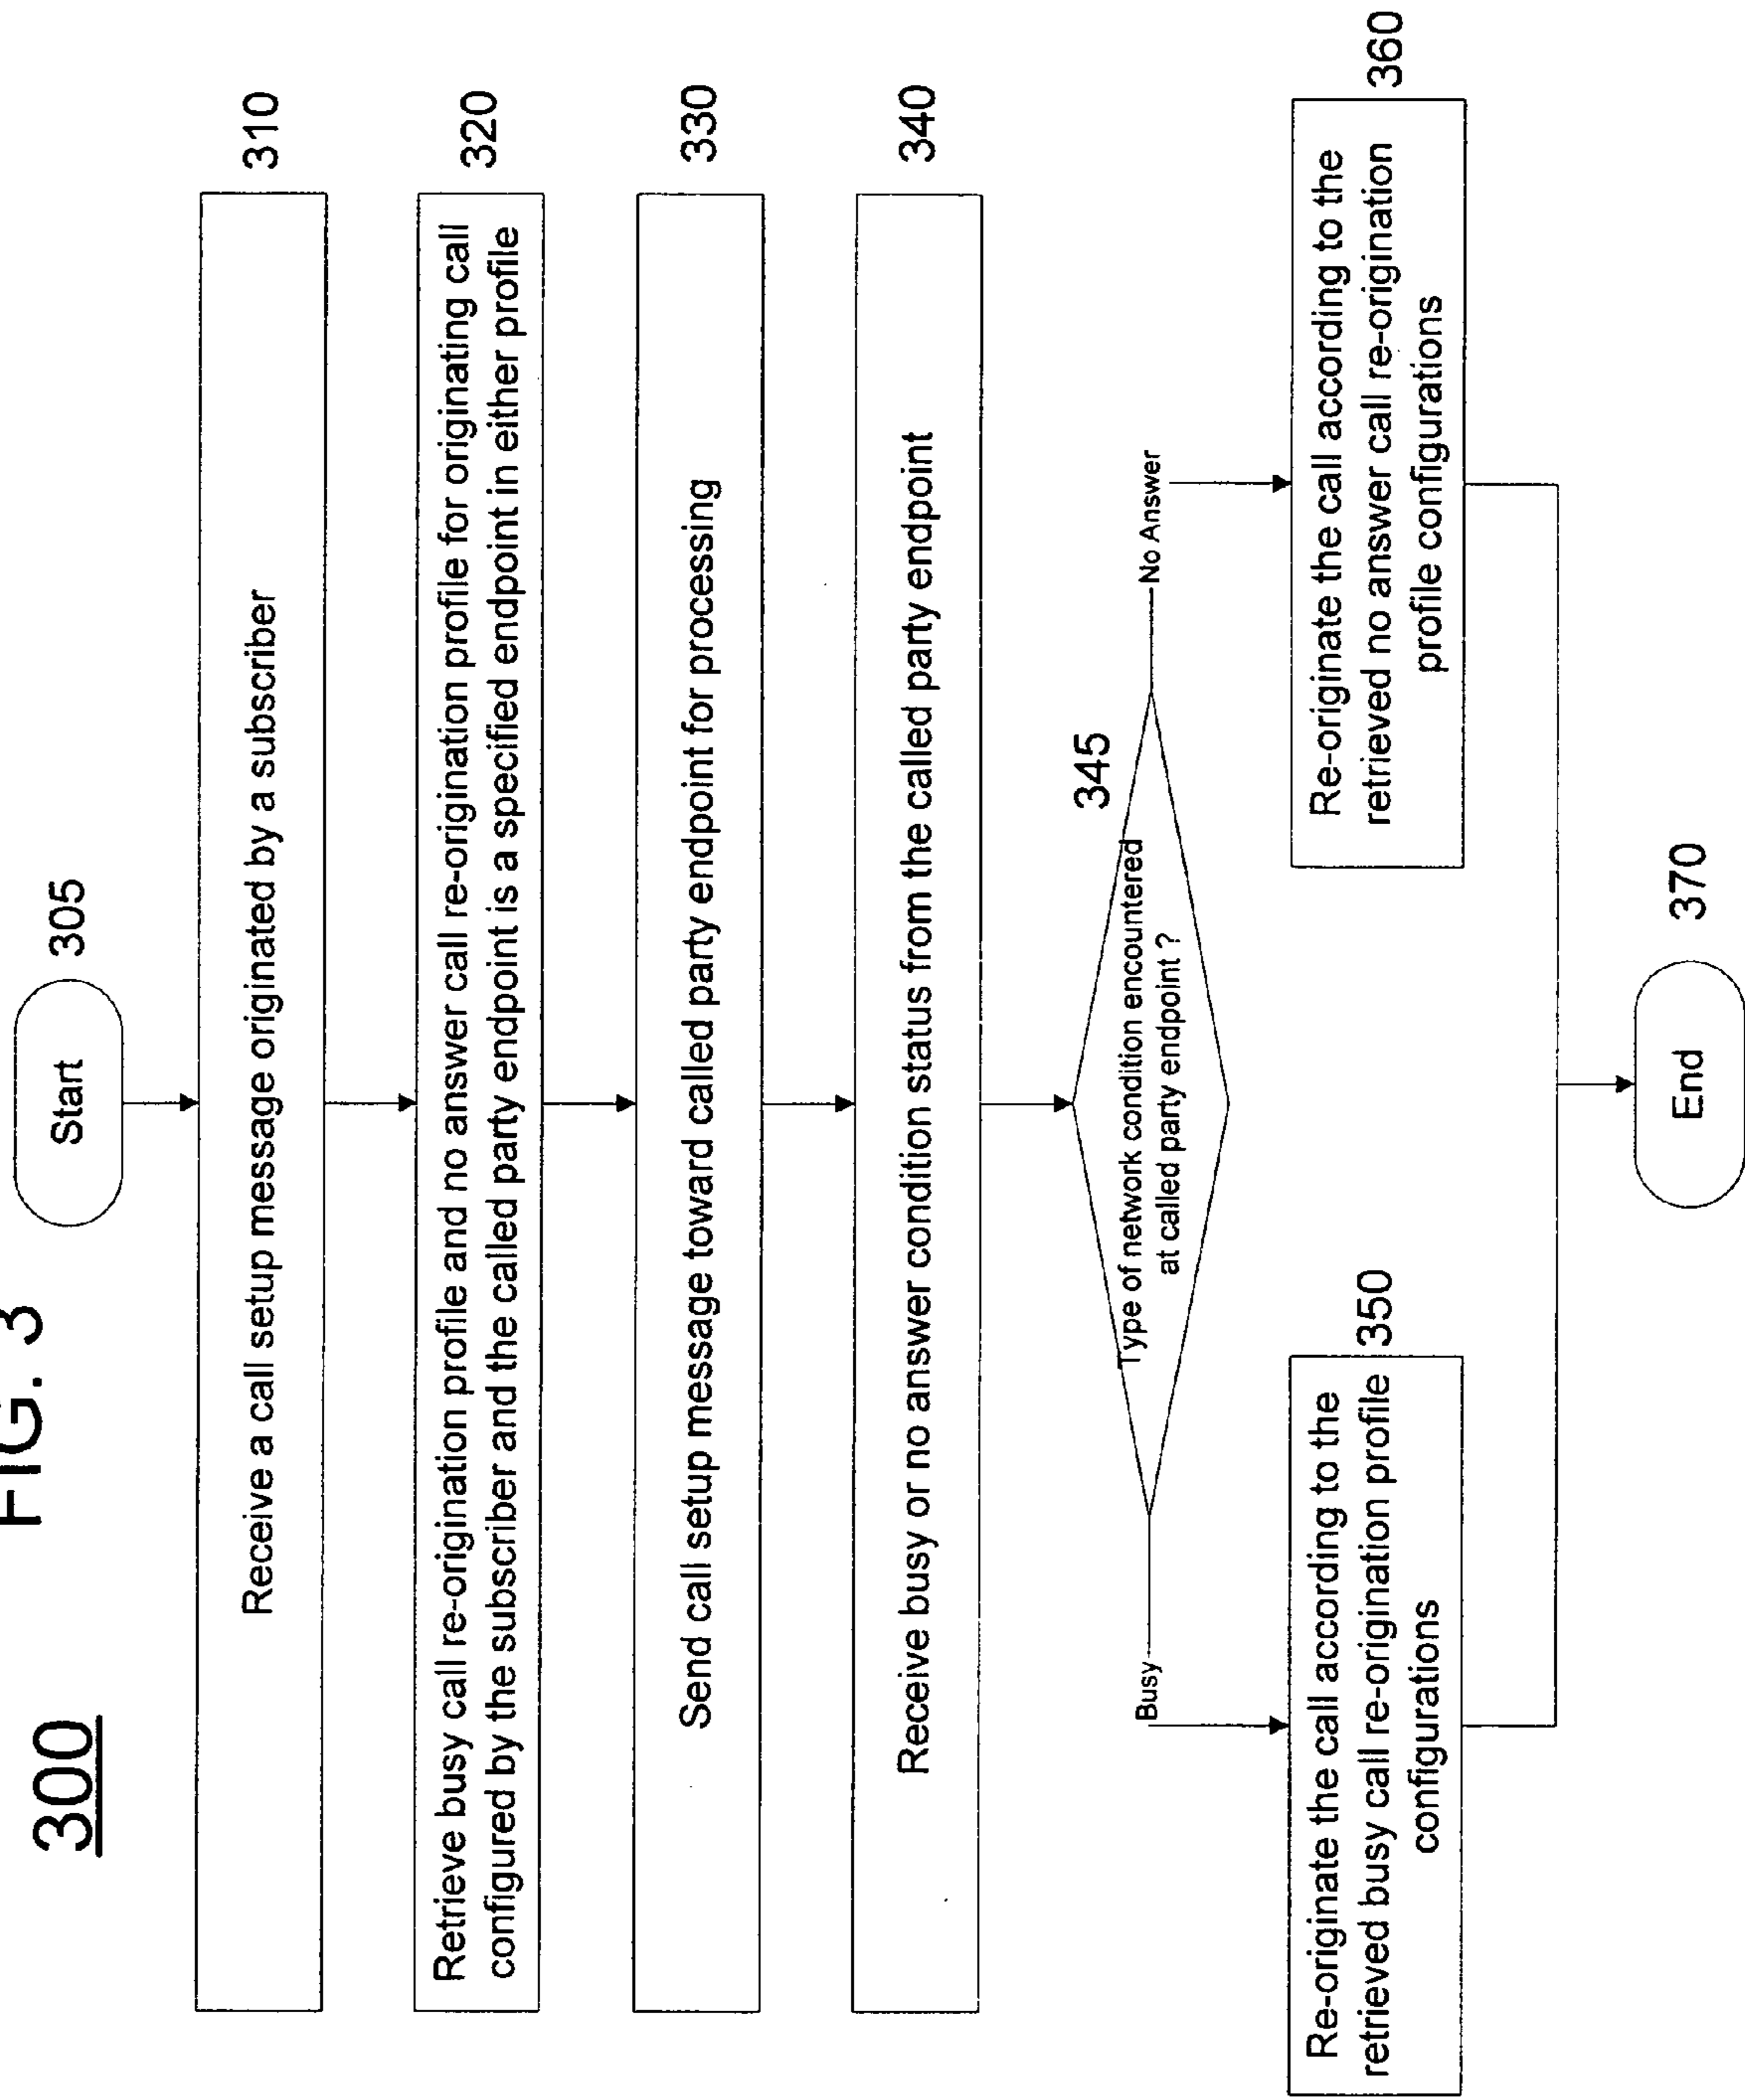 300
FIG. 3
Start
305
Receive a call setup message originated by a subscriber
310
Retrieve busy call re-origination profile and no answer call re-origination profile for originating call
configured by the subscriber and the called party endpoint is a specified endpoint in either profile
320
Send call setup message toward called party endpoint for processing
330
Receive busy or no answer condition status from the called party endpoint
340
345
Type of network condition encountered
at called party endpoint ?
Busy
No Answer
Re-originate the call according to the
retrieved busy call re-origination profile
configurations
350
Re-originate the call according to the
retrieved no answer call re-origination
profile configurations
360
End
370